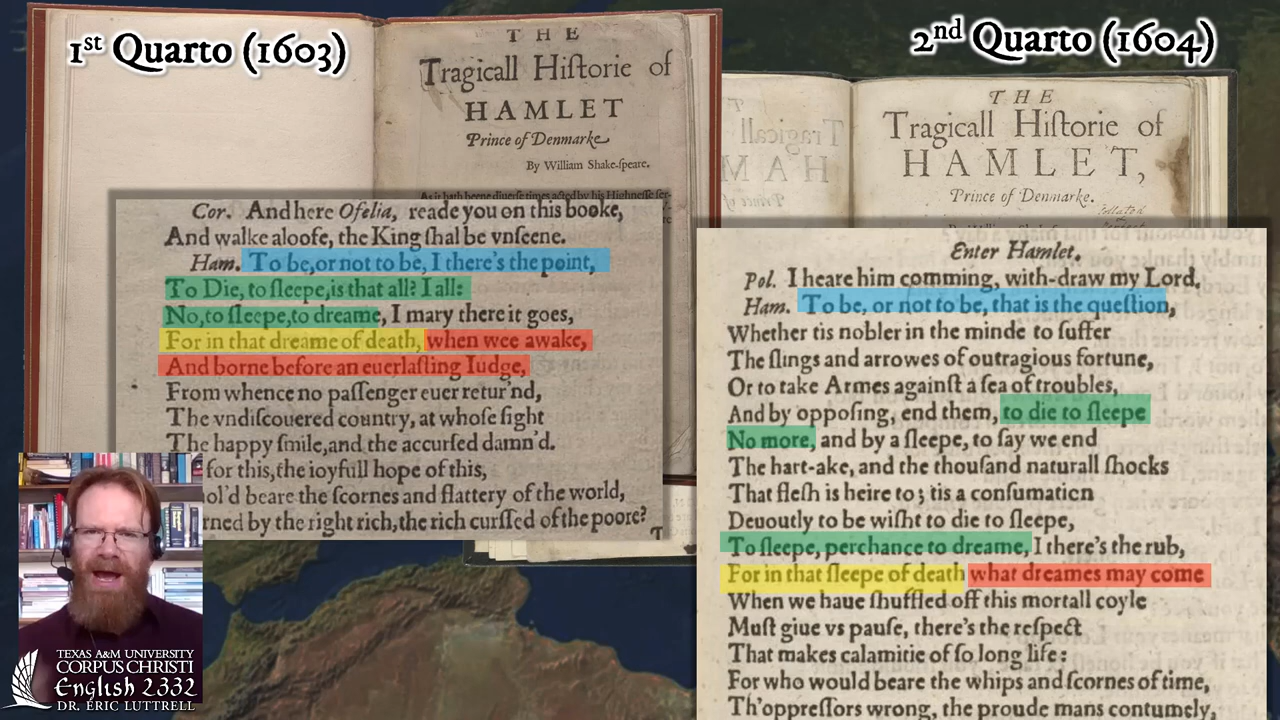 1st Quarto (1603)
THE
Tragicall Hiſtorie of
HAMLET
Prince of Denmarke.
By William Shake-ſpeare.
As it hath beene diuerſe times acted by his Highneſſe ſer-
Cor. And here Ofelia, reade you on this booke,
And walke aloofe, the King ſhal be vnſeene.
Ham. To be, or not to be, I there's the point,
To Die, to ſleepe, is that all? I all:
No, to ſleepe, to dreame, I mary there it goes,
For in that dreame of death, when wee awake,
And borne before an euerlaſting Iudge,
From whence no paſſenger euer retur'nd,
The vndiſcouered country, at whoſe ſight
The happy ſmile, and the accurſed damn'd.
for this, the ioyfull hope of this,
ol'd beare the ſcornes and flattery of the world,
rned by the right rich, the rich curſſed of the poore?
2nd Quarto (1604)
THE
Tragicall Hiſtorie of
HAMLET,
Prince of Denmarke.
Enter Hamlet.
Pol. I heare him comming, with-draw my Lord.
Ham. To be, or not to be, that is the queſtion,
Whether tis nobler in the minde to ſuffer
The ſlings and arrowes of outragious fortune,
Or to take Armes againſt a ſea of troubles,
And by oppoſing, end them, to die to ſleepe
No more, and by a ſleepe, to ſay we end
The hart-ake, and the thouſand naturall ſhocks
That fleſh is heire to; tis a conſumation
Deuoutly to be wiſht to die to ſleepe,
To ſleepe, perchance to dreame, I there's the rub,
For in that ſleepe of death what dreames may come
When we haue ſhuffled off this mortall coyle
Muſt giue vs pauſe, there's the reſpect
That makes calamitie of ſo long life:
For who would beare the whips and ſcornes of time,
Th'oppreſſors wrong, the proude mans contumely,
TEXAS A&M UNIVERSITY
CORPUS CHRISTI
English 2332
DR. ERIC LUTTRELL